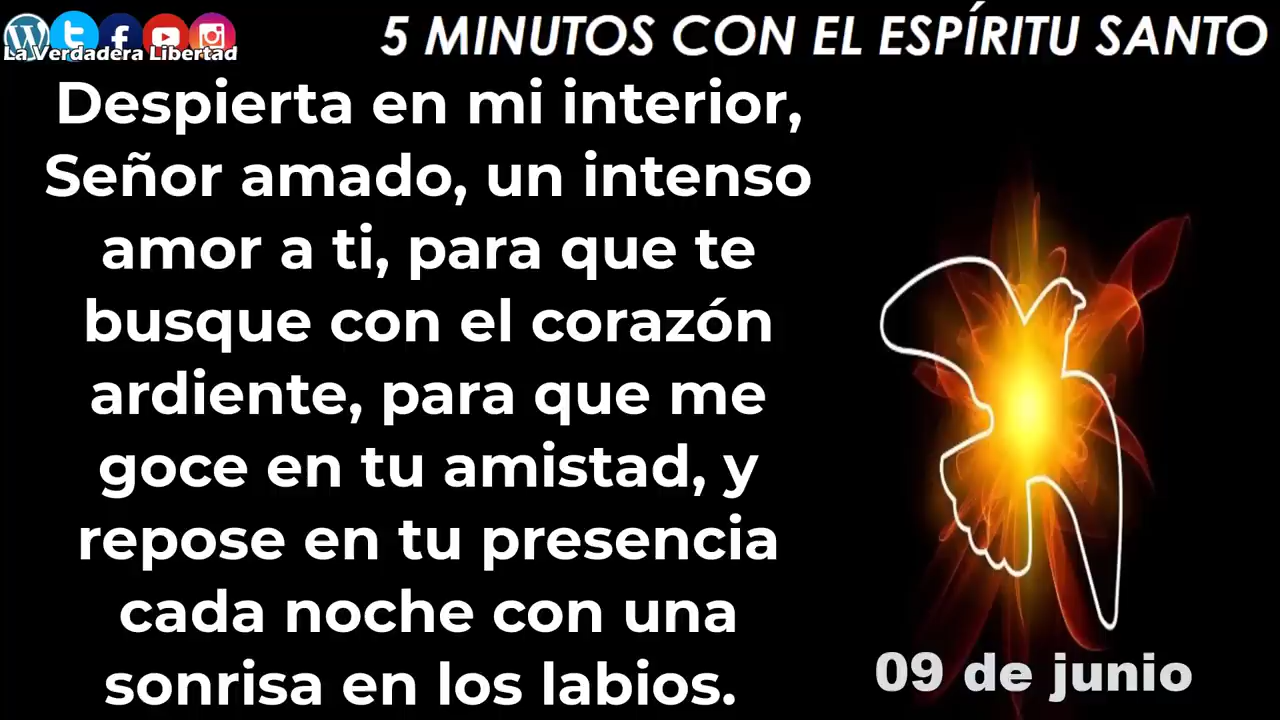 La Verdadera Libertad
5 MINUTOS CON EL ESPÍRITU SANTO
Despierta en mi interior,
Señor amado, un intenso
amor a ti, para que te
busque con el corazón
ardiente, para que me
goce en tu amistad, y
repose en tu presencia
cada noche con una
sonrisa en los labios.
09 de junio